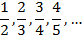 1/2, 2/3, 3/4, 4/5, ...